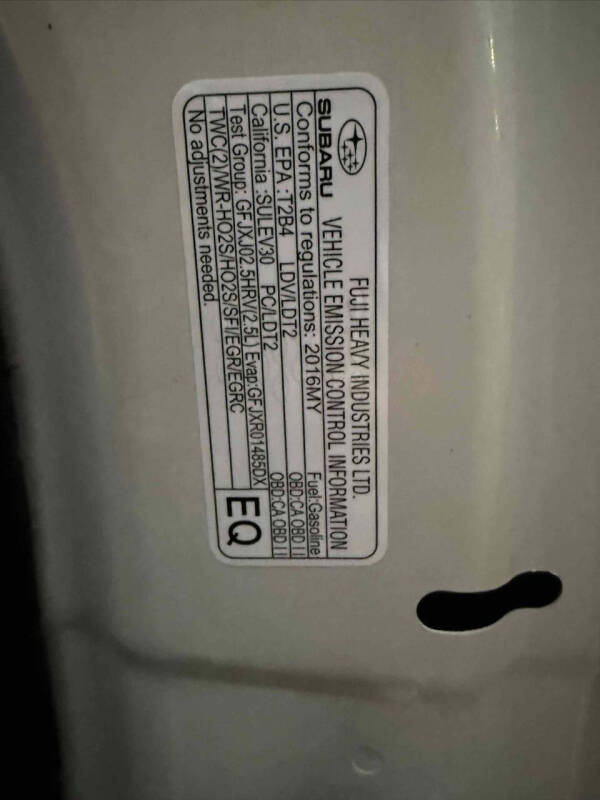 FUJI HEAVY INDUSTRIES LTD.
SUBARU VEHICLE EMISSION CONTROL INFORMATION
Conforms to regulations: 2016MY Fuel:Gasoline
U.S. EPA :T2B4 LDV/LDT2 OBD:CA OBD II
California :SULEV30 PC/LDT2 OBD:CA OBD II
Test Group: GFJXJ02.5HRV(2.5L) Evap:GFJXR01485DX
TWC(2)/WR-HO2S/HO2S/SFI/EGR/EGRC
No adjustments needed.
EQ